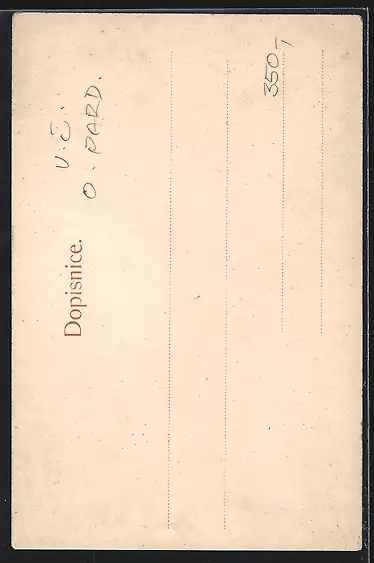 V. Č.
O. PARD.
Dopisnice.
350,-